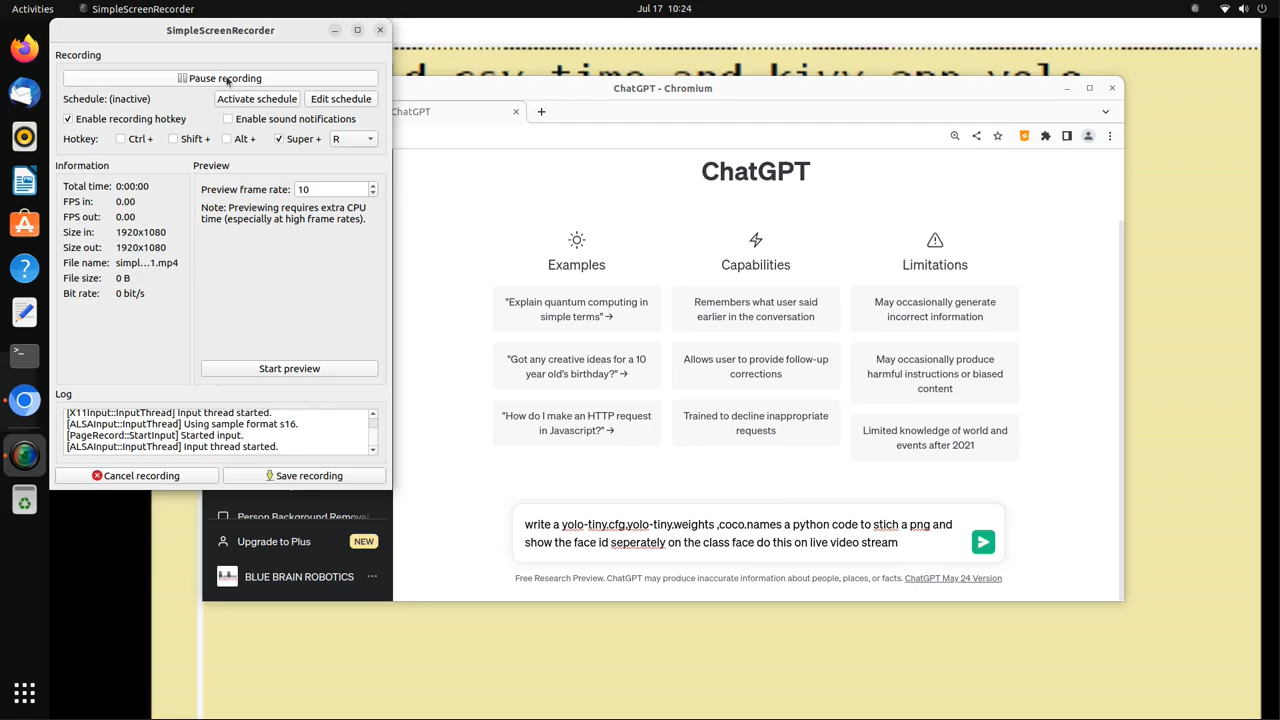 Activities
SimpleScreenRecorder
Jul 17 10:24
SimpleScreenRecorder
Recording
Pause recording
Schedule: (inactive)
Activate schedule
Edit schedule
Enable recording hotkey
Enable sound notifications
Hotkey:
Ctrl +
Shift +
Alt +
Super +
R
Information
Total time: 0:00:00
FPS in: 0.00
FPS out: 0.00
Size in: 1920x1080
Size out: 1920x1080
File name: simpl...1.mp4
File size: 0 B
Bit rate: 0 bit/s
Preview
Preview frame rate: 10
Note: Previewing requires extra CPU
time (especially at high frame rates).
Start preview
Log
[X11Input::InputThread] Input thread started.
[ALSAInput::InputThread] Using sample format s16.
[PageRecord::StartInput] Started input.
[ALSAInput::InputThread] Input thread started.
Cancel recording
Save recording
csv time and kivy app yolo
ChatGPT - Chromium
ChatGPT
ChatGPT
Examples
"Explain quantum computing in
simple terms" →
"Got any creative ideas for a 10
year old's birthday?" →
"How do I make an HTTP request
in Javascript?" →
Capabilities
Remembers what user said
earlier in the conversation
Allows user to provide follow-up
corrections
Trained to decline inappropriate
requests
Limitations
May occasionally generate
incorrect information
May occasionally produce
harmful instructions or biased
content
Limited knowledge of world and
events after 2021
Person Background Removal
Upgrade to Plus
NEW
BLUE BRAIN ROBOTICS
write a yolo-tiny.cfg,yolo-tiny.weights ,coco.names a python code to stich a png and
show the face id seperately on the class face do this on live video stream
Free Research Preview. ChatGPT may produce inaccurate information about people, places, or facts. ChatGPT May 24 Version